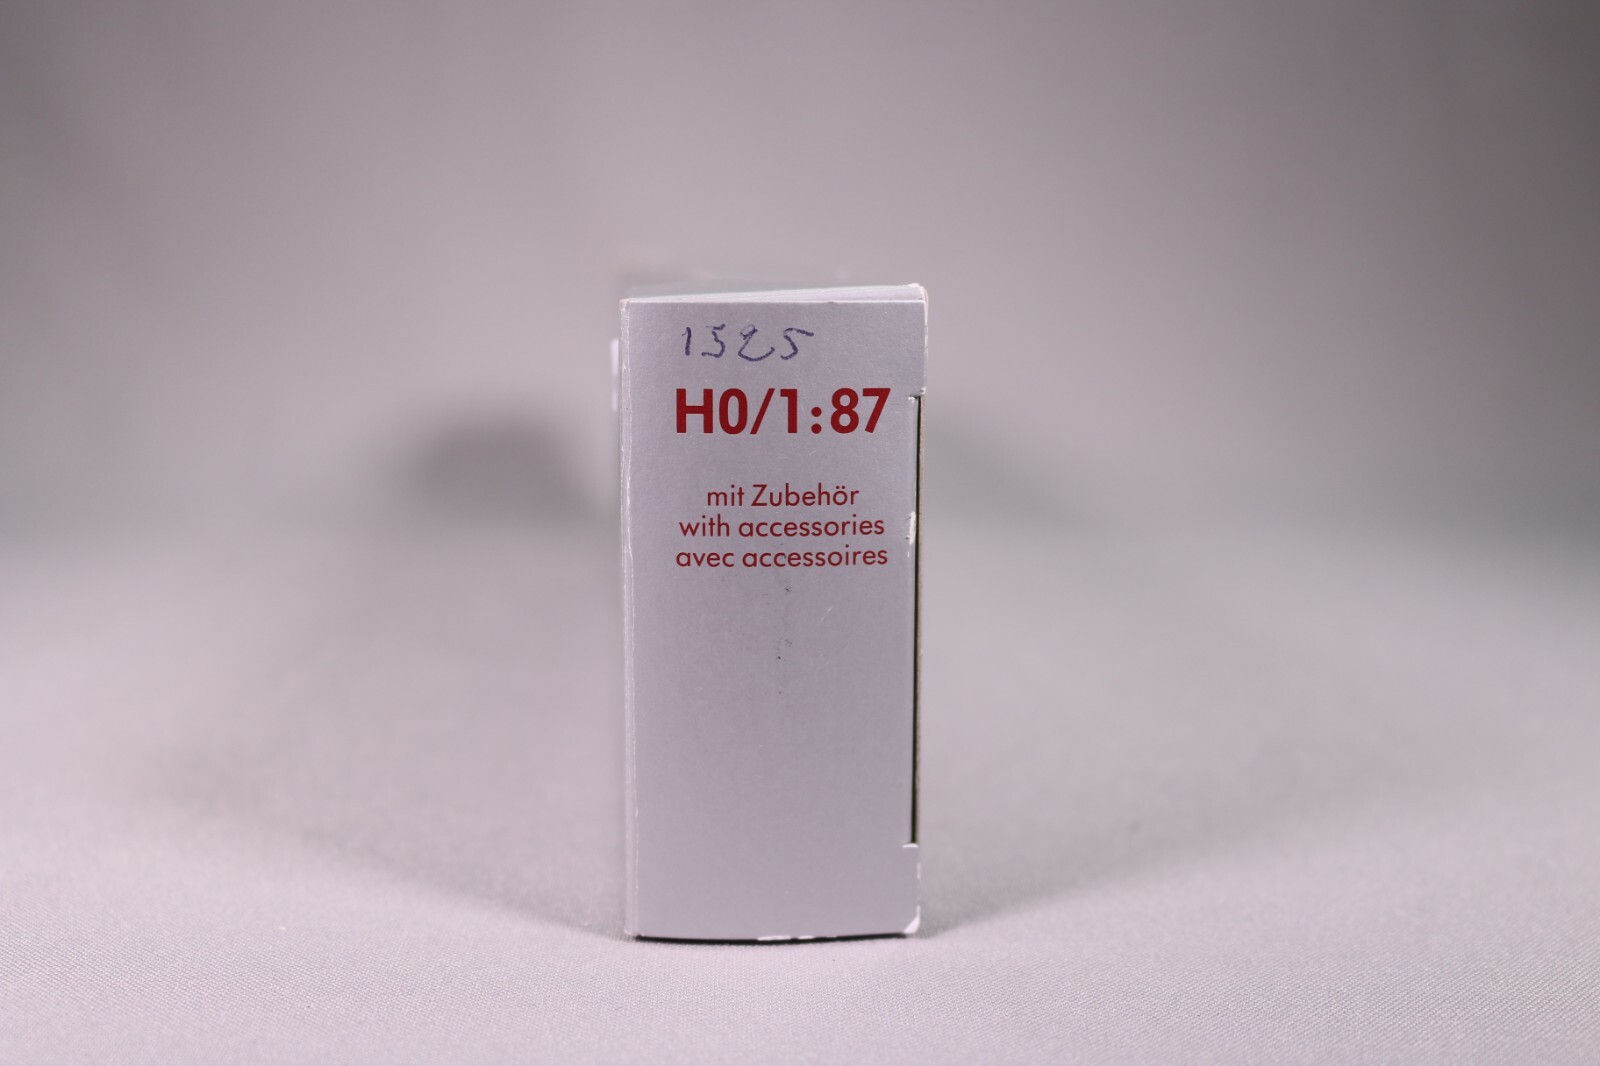 1525
H0/1:87
mit Zubehör
with accessories
avec accessoires